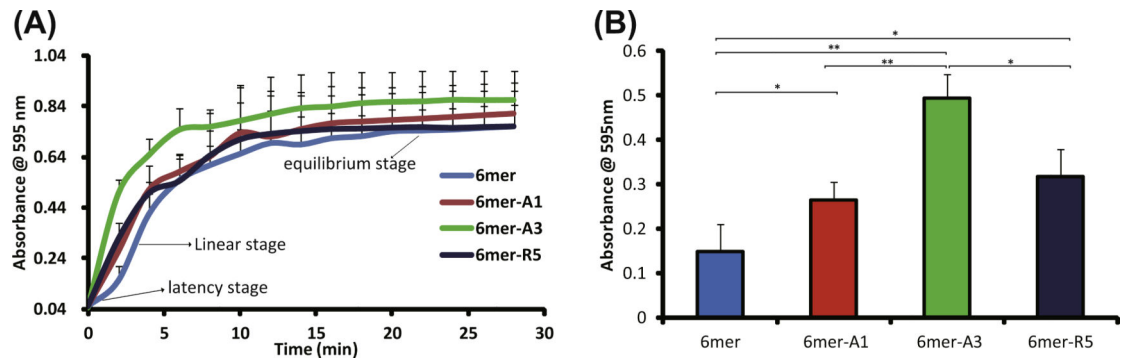 (A)
Absorbance @ 595 nm
1.04
0.84
0.64
0.44
0.24
0.04
equilibrium stage
Linear stage
latency stage
6mer
6mer-A1
6mer-A3
6mer-R5
0 5 10 15 20 25 30
Time (min)
(B)
Absorbance @ 595nm
0.6
0.5
0.4
0.3
0.2
0.1
0
*
**
** *
*
6mer 6mer-A1 6mer-A3 6mer-R5